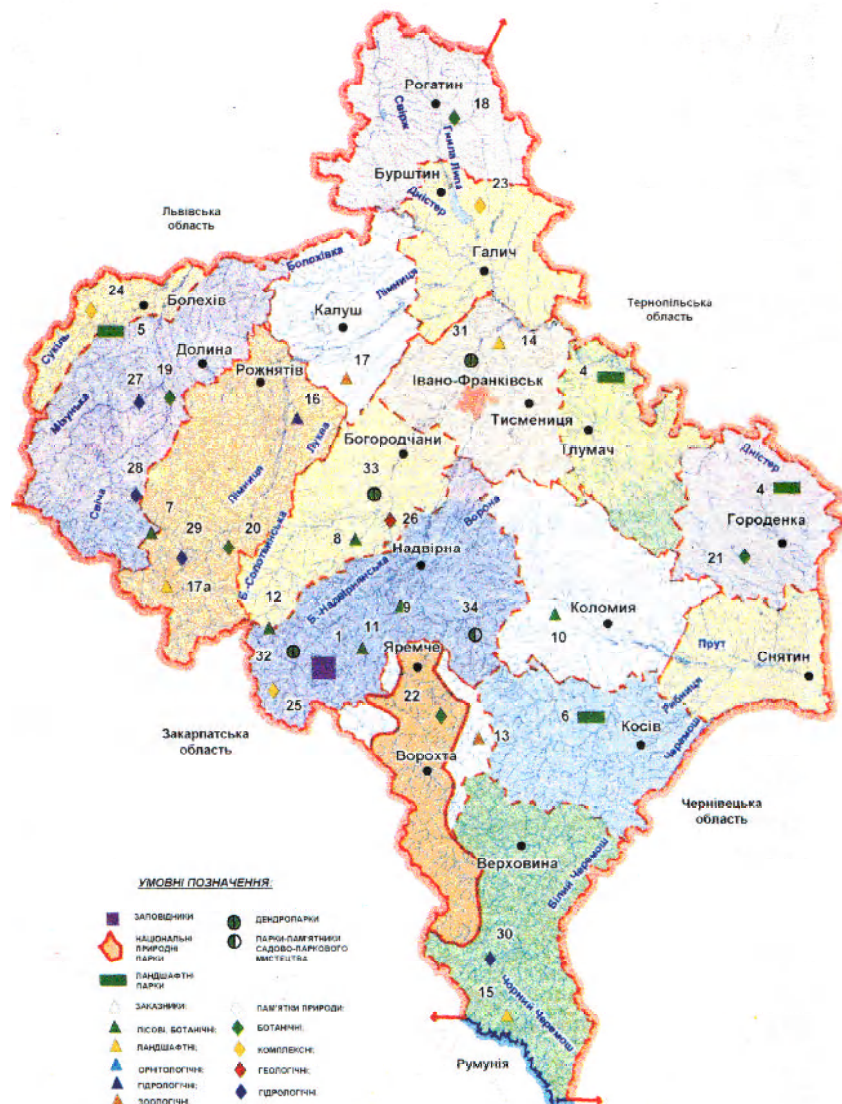 Рогатин
18
Свірж
Гнила Липа
Бурштин
23
Дністер
Львівська
область
Галич
Болохівка
Лімниця
24
Болехів
Калуш
Тернопільська
область
31
Сукіль
5
14
Долина
17
4
Рожнятів
Івано-Франківськ
27
19
16
Тисмениця
Мізунька
Луква
Богородчани
Тлумач
33
Дністер
28
Лімниця
4
Свіча
7
26
Ворона
Городенка
29
20
8
Надвірна
21
Б.-Солотвинська
17а
12
Б.-Надвірнянська
9
34
Коломия
1
11
10
Яремче
Прут
32
Снятин
25
22
Рибниця
6
Косів
Закарпатська
область
13
Черемош
Ворохта
Чернівецька
область
Верховина
Білий Черемош
УМОВНІ ПОЗНАЧЕННЯ:
ЗАПОВІДНИКИ
ДЕНДРОПАРКИ
НАЦІОНАЛЬНІ
ПРИРОДНІ
ПАРКИ
ПАРКИ-ПАМ'ЯТНИКИ
САДОВО-ПАРКОВОГО
МИСТЕЦТВА
30
ЛАНДШАФТНІ
ПАРКИ
15
Чорний Черемош
ЗАКАЗНИКИ:
ПАМ'ЯТКИ ПРИРОДИ:
ЛІСОВІ, БОТАНІЧНІ;
БОТАНІЧНІ;
ЛАНДШАФТНІ;
КОМПЛЕКСНІ;
Румунія
ОРНІТОЛОГІЧНІ;
ГЕОЛОГІЧНІ;
ГІДРОЛОГІЧНІ;
ГІДРОЛОГІЧНІ.
ЗООЛОГІЧНІ.